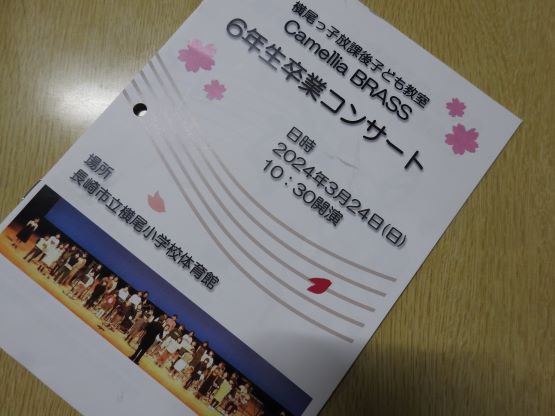 横尾っ子放課後子ども教室
Camellia BRASS
6年生卒業コンサート
日時
2024年3月24日(日)
10:30開演
場所
長崎市立横尾小学校体育館